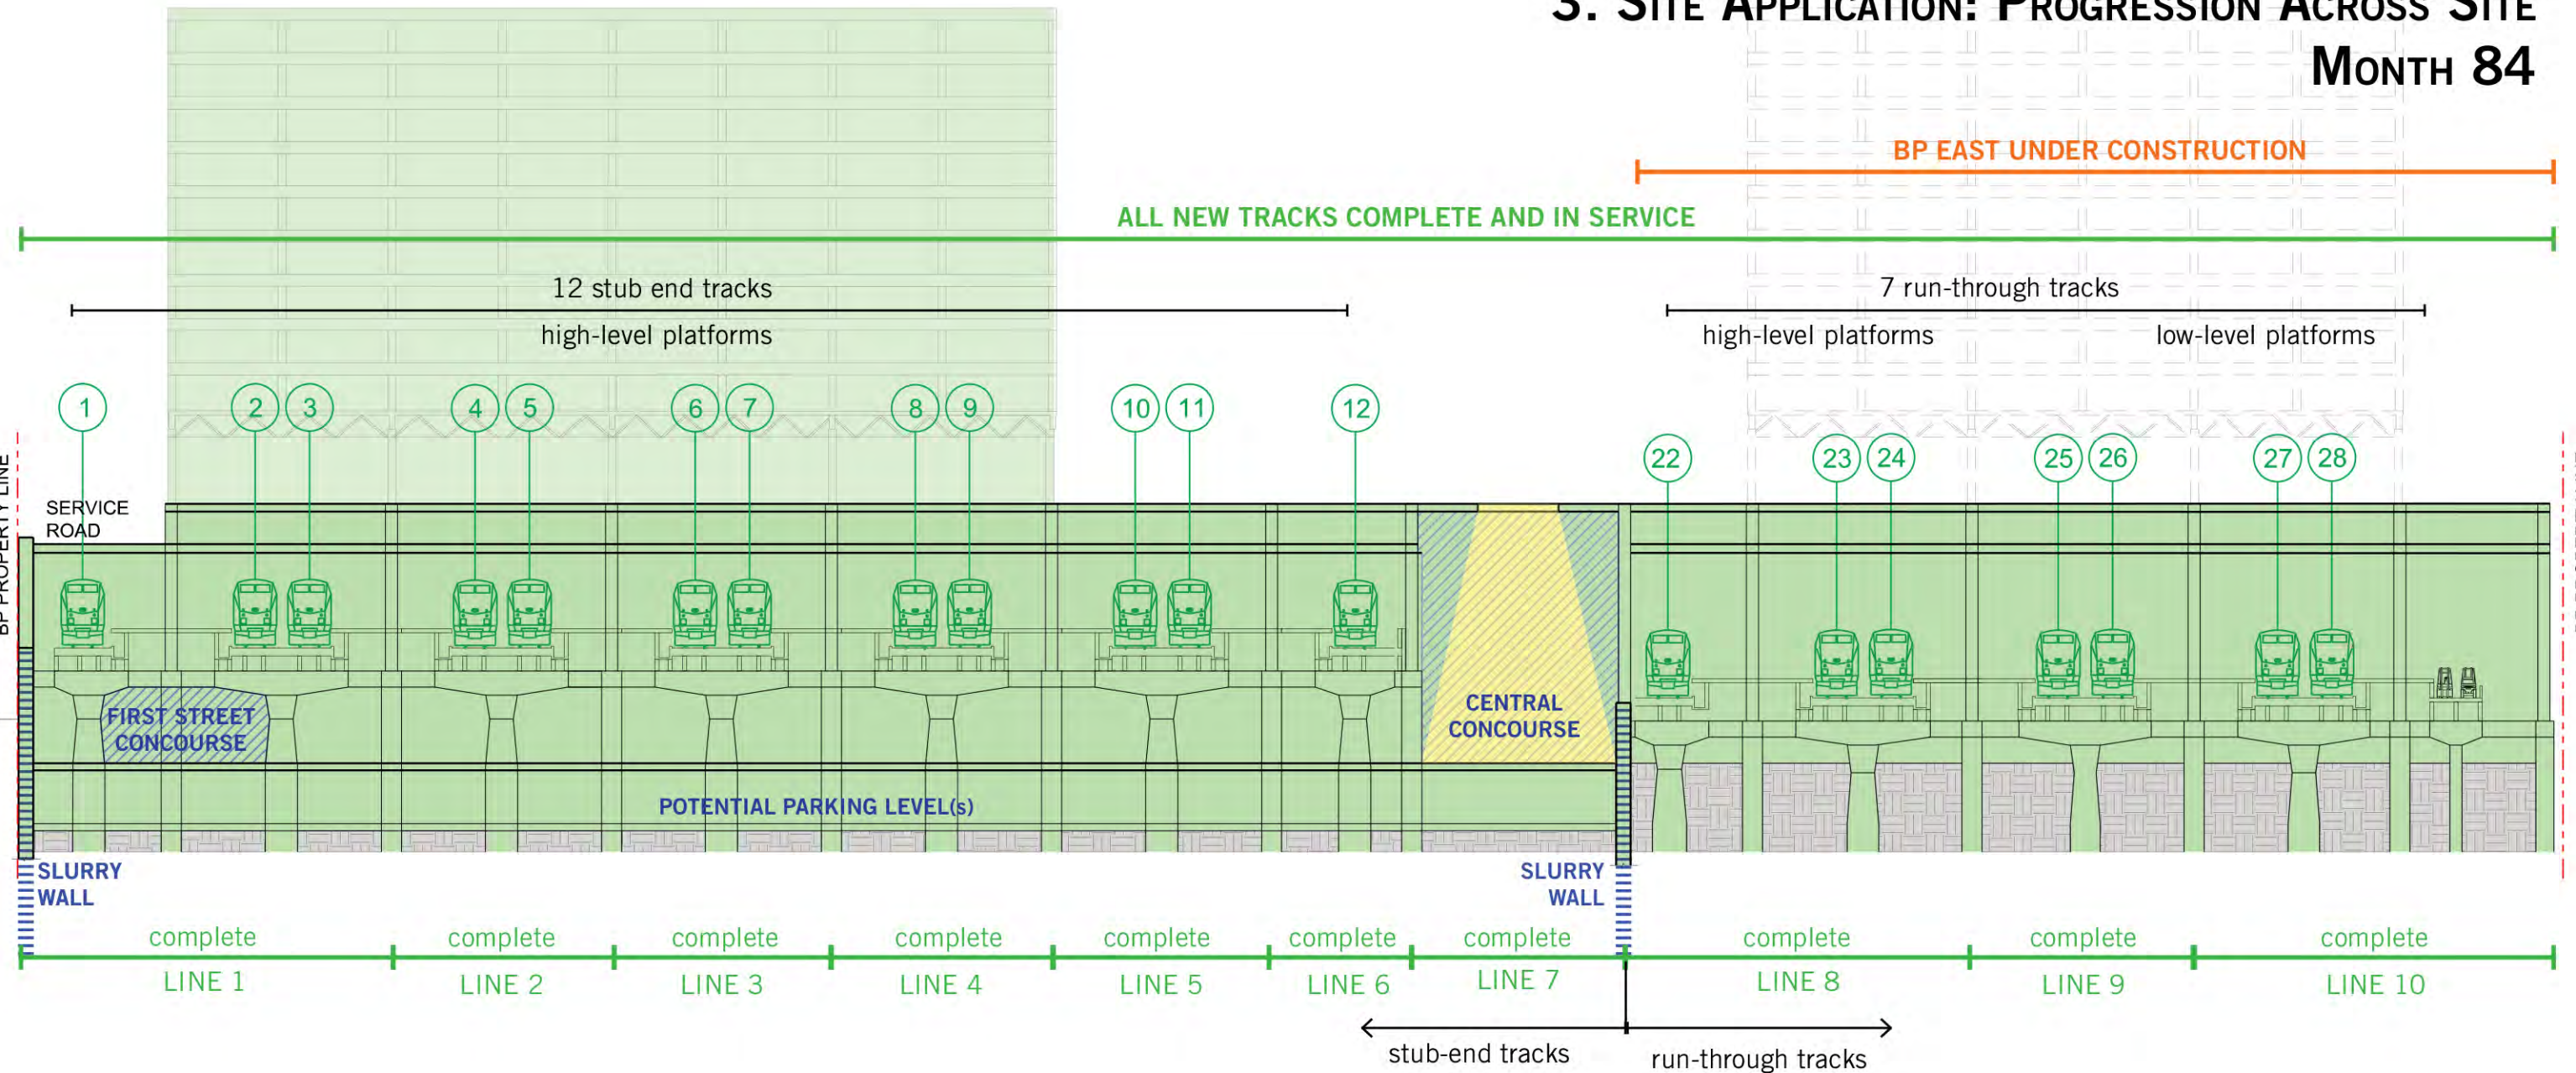 3. Site Application: Progression Across Site
Month 84
BP EAST UNDER CONSTRUCTION
ALL NEW TRACKS COMPLETE AND IN SERVICE
12 stub end tracks
high-level platforms
7 run-through tracks
high-level platforms
low-level platforms
1
2
3
4
5
6
7
8
9
10
11
12
22
23
24
25
26
27
28
BP PROPERTY LINE
SERVICE
ROAD
FIRST STREET
CONCOURSE
CENTRAL
CONCOURSE
POTENTIAL PARKING LEVEL(s)
SLURRY
WALL
SLURRY
WALL
complete
complete
complete
complete
complete
complete
complete
complete
complete
complete
LINE 1
LINE 2
LINE 3
LINE 4
LINE 5
LINE 6
LINE 7
LINE 8
LINE 9
LINE 10
stub-end tracks
run-through tracks